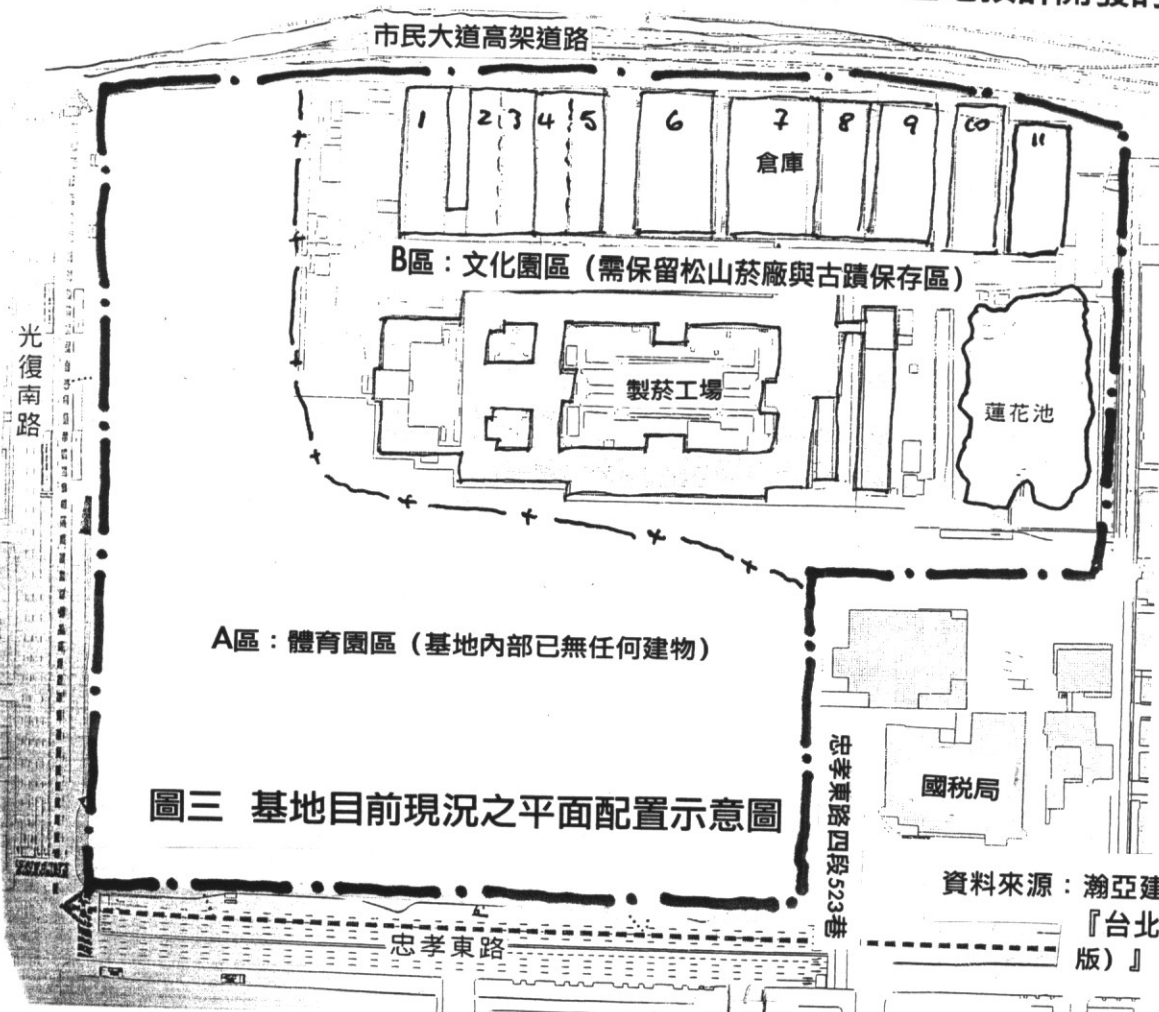 市民大道高架道路
1 2 3 4 5 6 7 8 9 10 11
倉庫
B區：文化園區（需保留松山菸廠與古蹟保存區）
光復南路
製菸工場
蓮花池
A區：體育園區（基地內部已無任何建物）
圖三 基地目前現況之平面配置示意圖
忠孝東路四段523巷
國稅局
資料來源：瀚亞建
『台北
版）』
忠孝東路